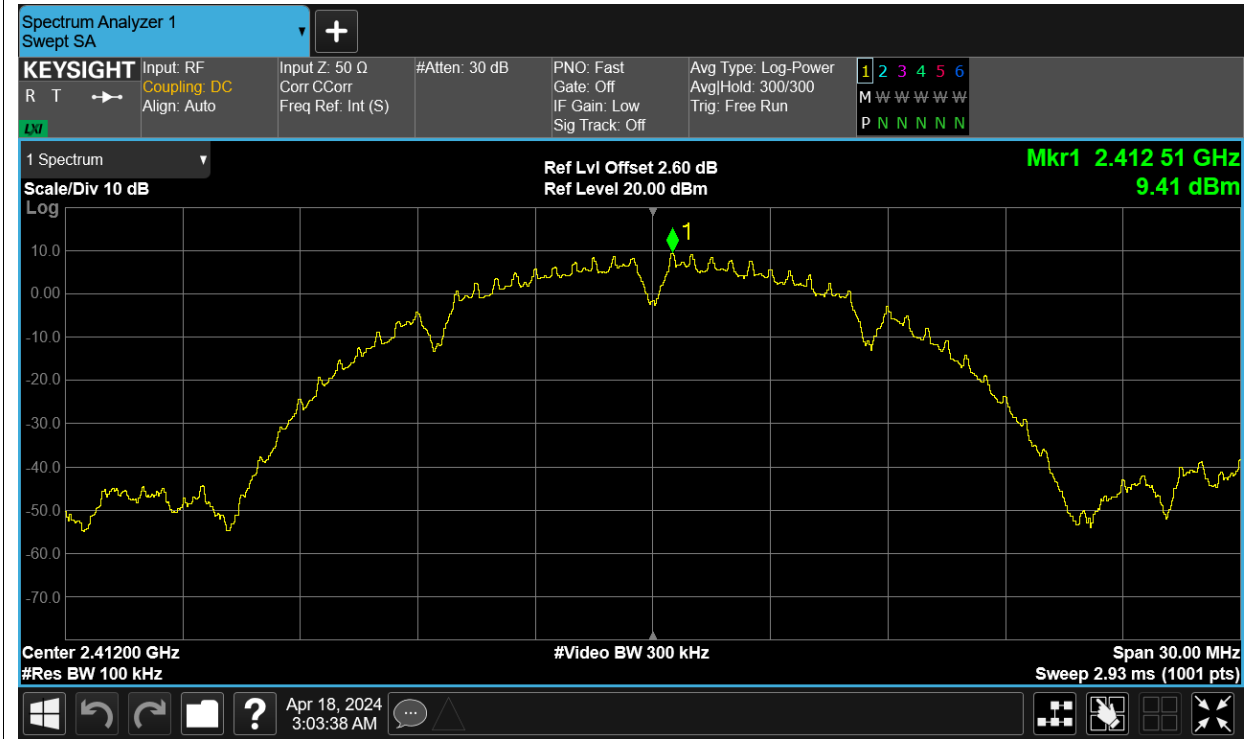 Spectrum Analyzer 1
Swept SA
KEYSIGHT
R T
LXI
Input: RF
Coupling: DC
Align: Auto
Input Z: 50 Ω
Corr CCorr
Freq Ref: Int (S)
#Atten: 30 dB
PNO: Fast
Gate: Off
IF Gain: Low
Sig Track: Off
Avg Type: Log-Power
Avg|Hold: 300/300
Trig: Free Run
1 2 3 4 5 6
M W W W W W
P N N N N N
1 Spectrum
Scale/Div 10 dB
Log
Ref Lvl Offset 2.60 dB
Ref Level 20.00 dBm
Mkr1 2.412 51 GHz
9.41 dBm
1
10.0
0.00
-10.0
-20.0
-30.0
-40.0
-50.0
-60.0
-70.0
Center 2.41200 GHz
#Res BW 100 kHz
#Video BW 300 kHz
Span 30.00 MHz
Sweep 2.93 ms (1001 pts)
?
Apr 18, 2024
3:03:38 AM